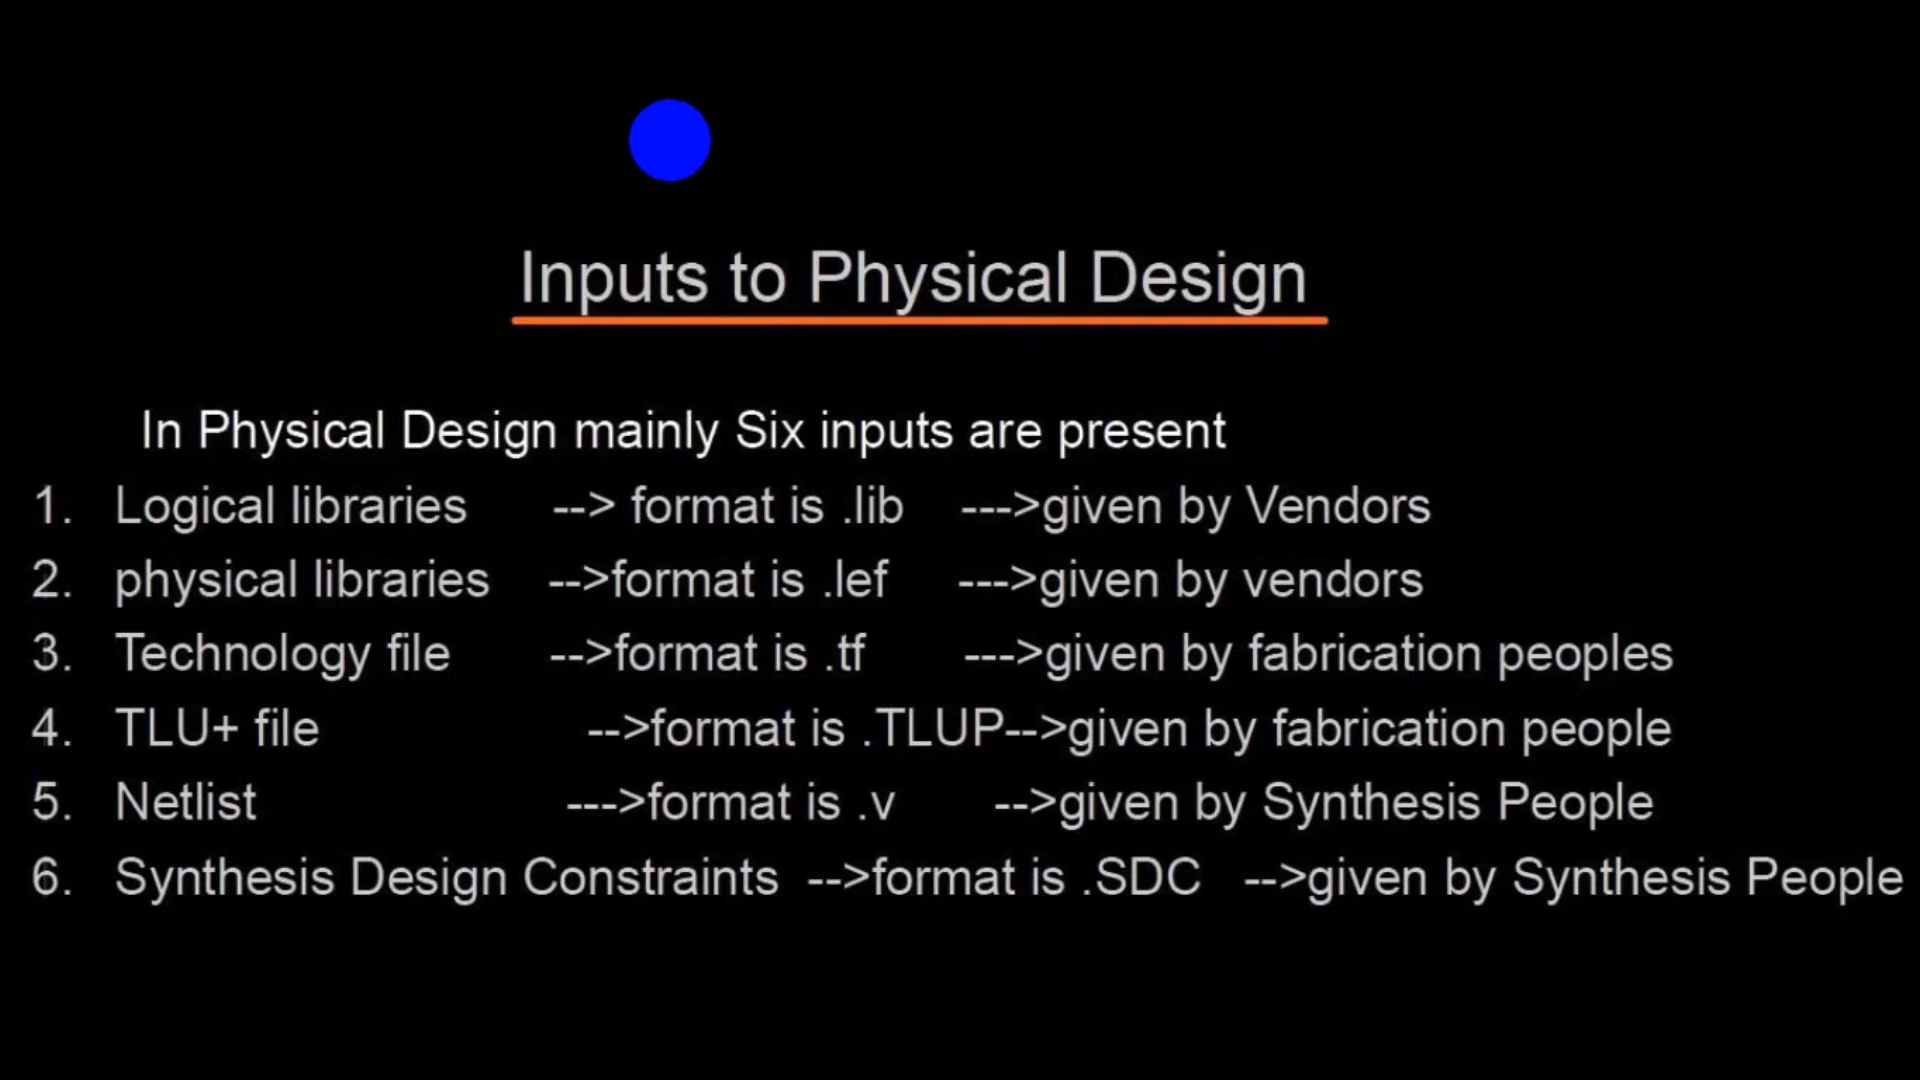 Inputs to Physical Design
In Physical Design mainly Six inputs are present
1. Logical libraries --> format is .lib --->given by Vendors
2. physical libraries -->format is .lef --->given by vendors
3. Technology file -->format is .tf --->given by fabrication peoples
4. TLU+ file -->format is .TLUP-->given by fabrication people
5. Netlist --->format is .v -->given by Synthesis People
6. Synthesis Design Constraints -->format is .SDC -->given by Synthesis People